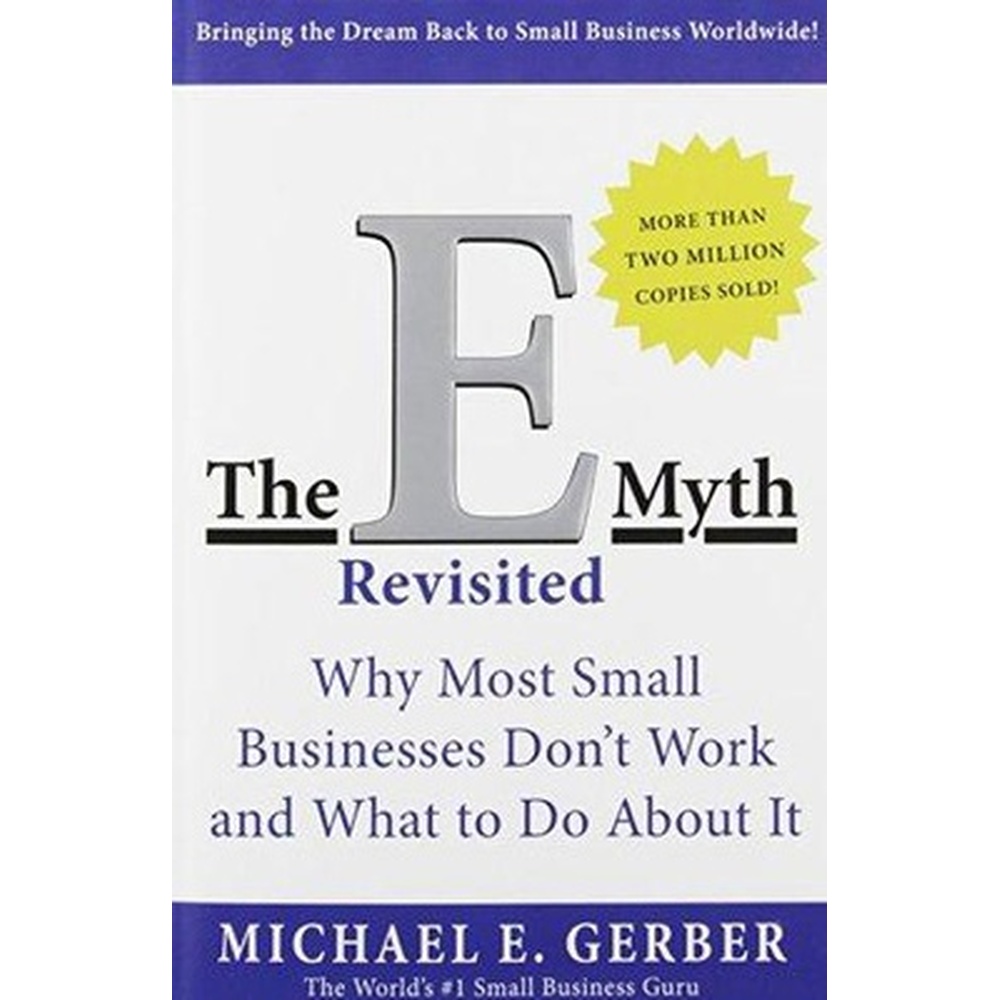 Bringing the Dream Back to Small Business Worldwide!
MORE THAN
TWO MILLION
COPIES SOLD!
The E Myth
Revisited
Why Most Small
Businesses Don't Work
and What to Do About It
MICHAEL E. GERBER
The World's #1 Small Business Guru